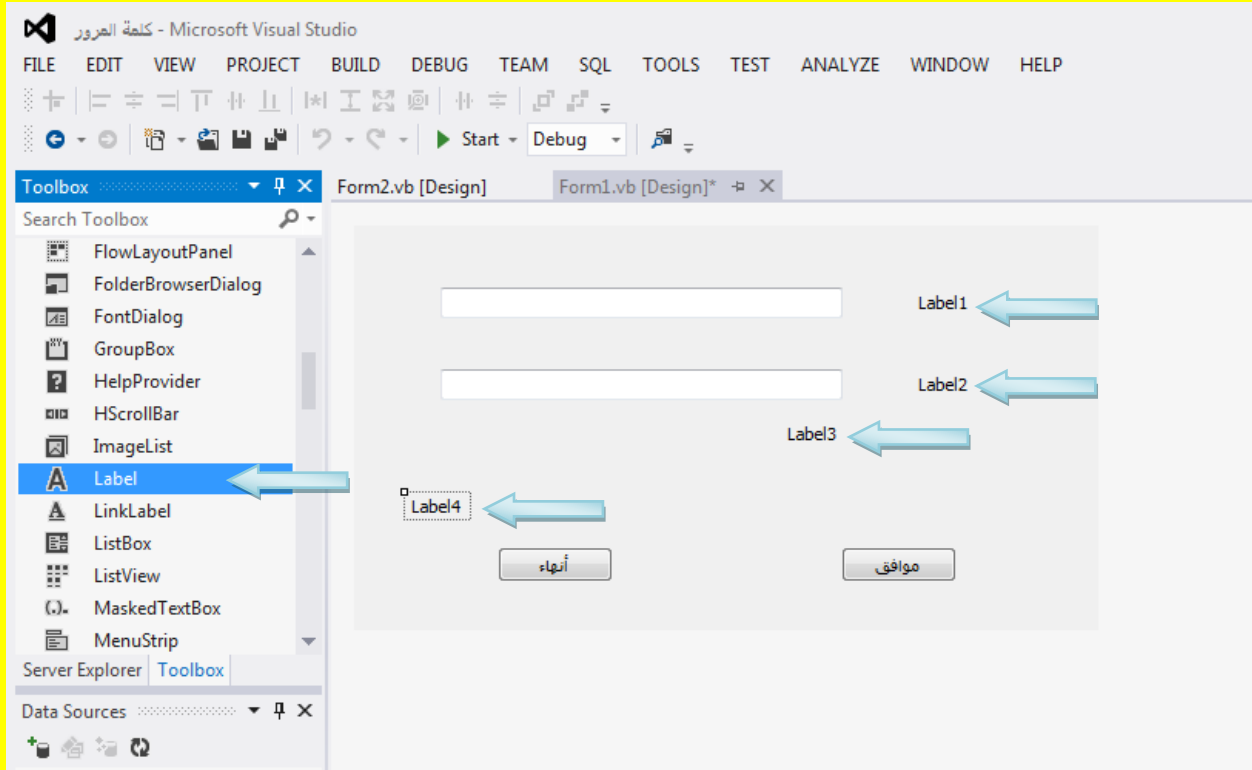 كلمة المرور - Microsoft Visual Studio
FILE EDIT VIEW PROJECT BUILD DEBUG TEAM SQL TOOLS TEST ANALYZE WINDOW HELP
Start Debug
Toolbox
Form2.vb [Design] Form1.vb [Design]*
Search Toolbox
FlowLayoutPanel
FolderBrowserDialog
FontDialog
GroupBox
HelpProvider
HScrollBar
ImageList
Label
LinkLabel
ListBox
ListView
MaskedTextBox
MenuStrip
Server Explorer Toolbox
Data Sources
Label1
Label2
Label3
Label4
أنهاء موافق